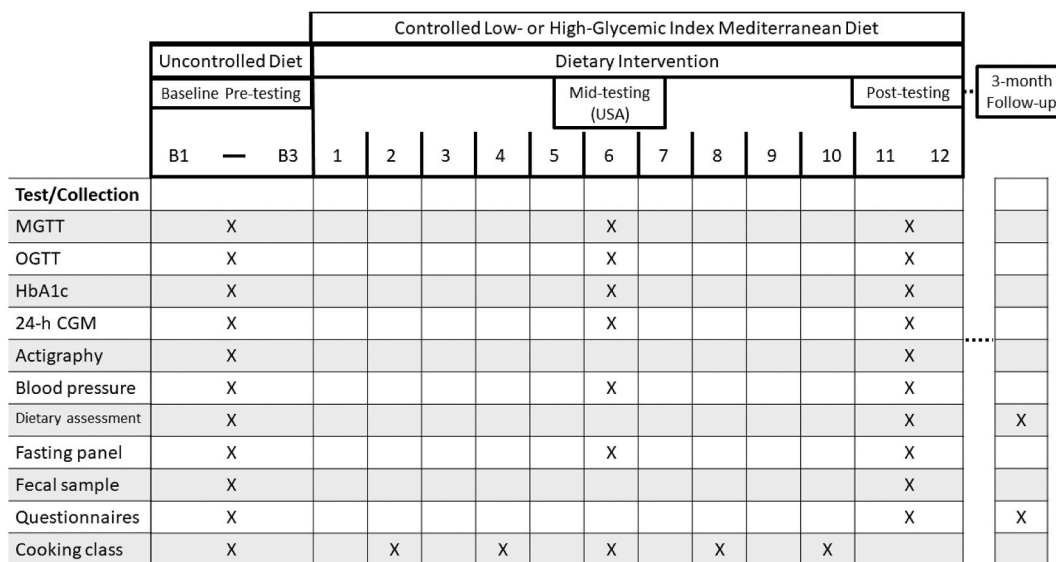 Controlled Low- or High-Glycemic Index Mediterranean Diet
Uncontrolled Diet Dietary Intervention
Baseline Pre-testing Mid-testing (USA) Post-testing 3-month Follow-up
B1 — B3 1 2 3 4 5 6 7 8 9 10 11 12
Test/Collection
MGTT X X X
OGTT X X X
HbA1c X X X
24-h CGM X X X
Actigraphy X X
Blood pressure X X X
Dietary assessment X X X
Fasting panel X X X
Fecal sample X X
Questionnaires X X X
Cooking class X X X X X X